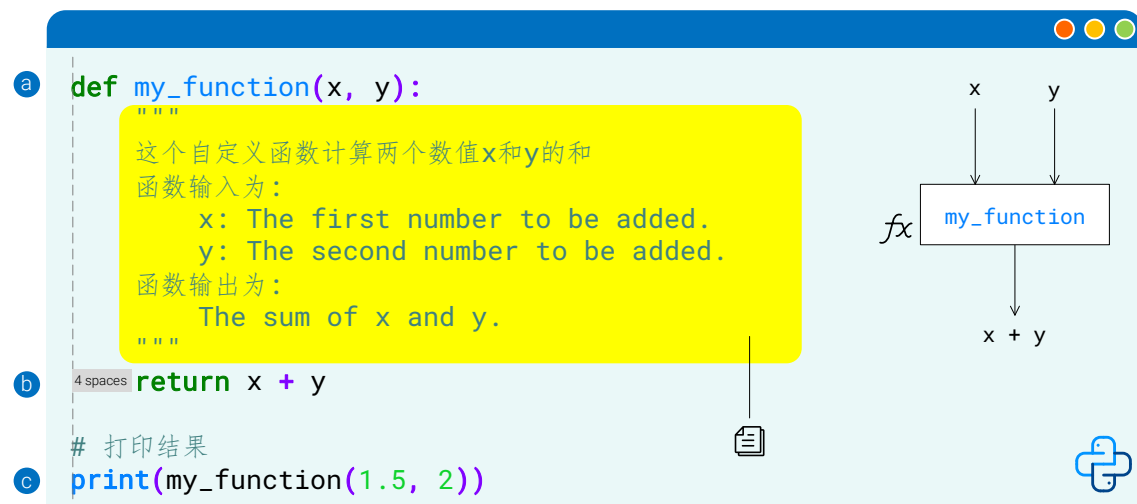 a def my_function(x, y):
"""
这个自定义函数计算两个数值x和y的和
函数输入为:
x: The first number to be added.
y: The second number to be added.
函数输出为:
The sum of x and y.
"""
b 4 spaces return x + y
# 打印结果
c print(my_function(1.5, 2))
x y
fx my_function
x + y